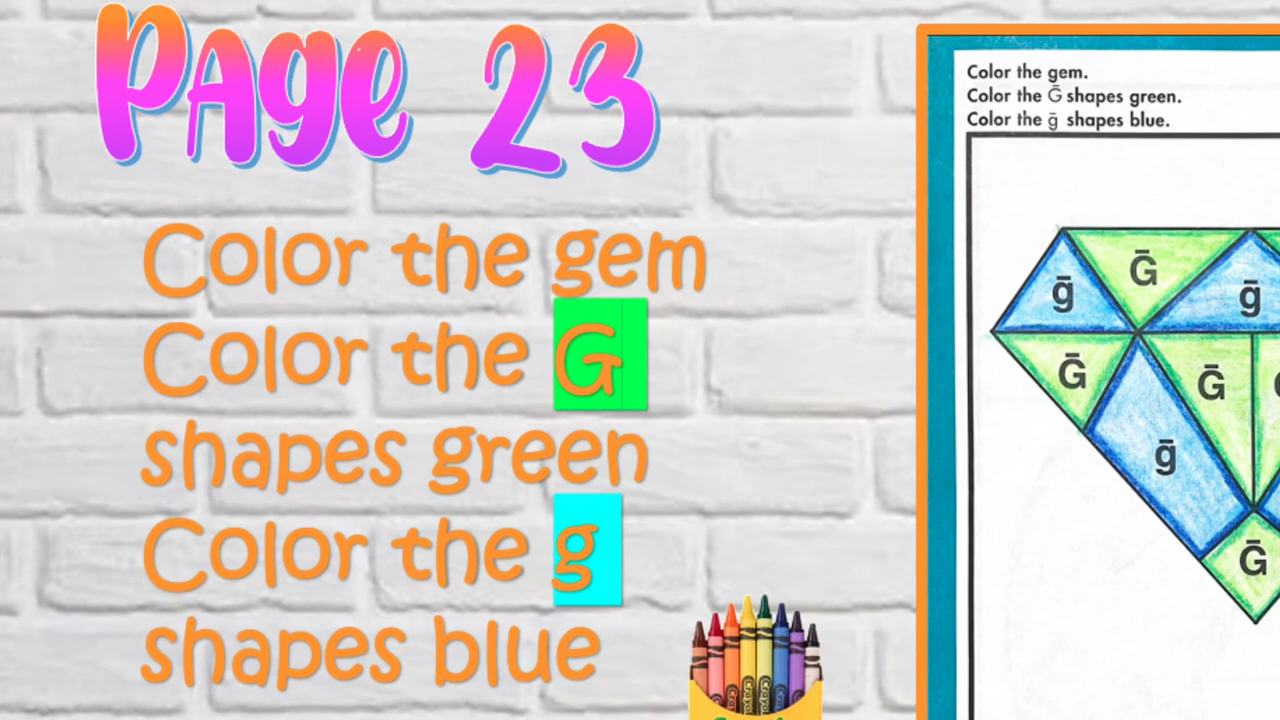 Page 23
Color the gem
Color the G
shapes green
Color the g
shapes blue
Color the gem.
Color the Ḡ shapes green.
Color the ḡ shapes blue.
ḡ
Ḡ
ḡ
Ḡ
Ḡ
ḡ
Ḡ